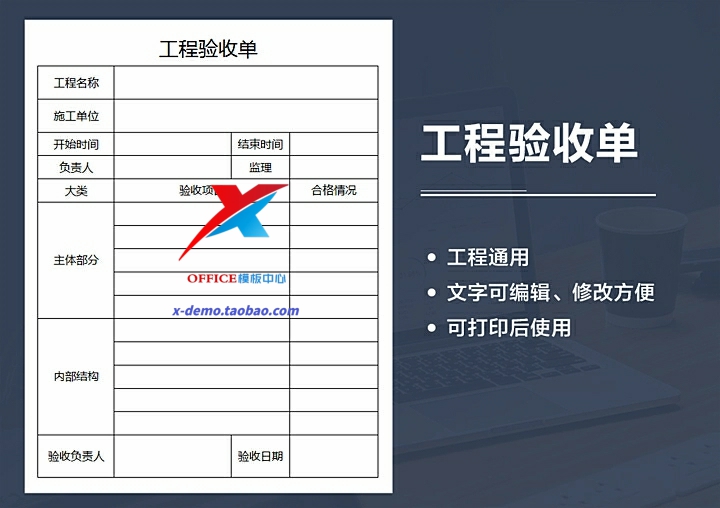 工程验收单
工程名称
施工单位
开始时间 结束时间
负责人 监理
大类 验收项 合格情况
主体部分
OFFICE模板中心
x-demo.taobao.com
内部结构
验收负责人 验收日期
工程验收单
工程通用
文字可编辑、修改方便
可打印后使用